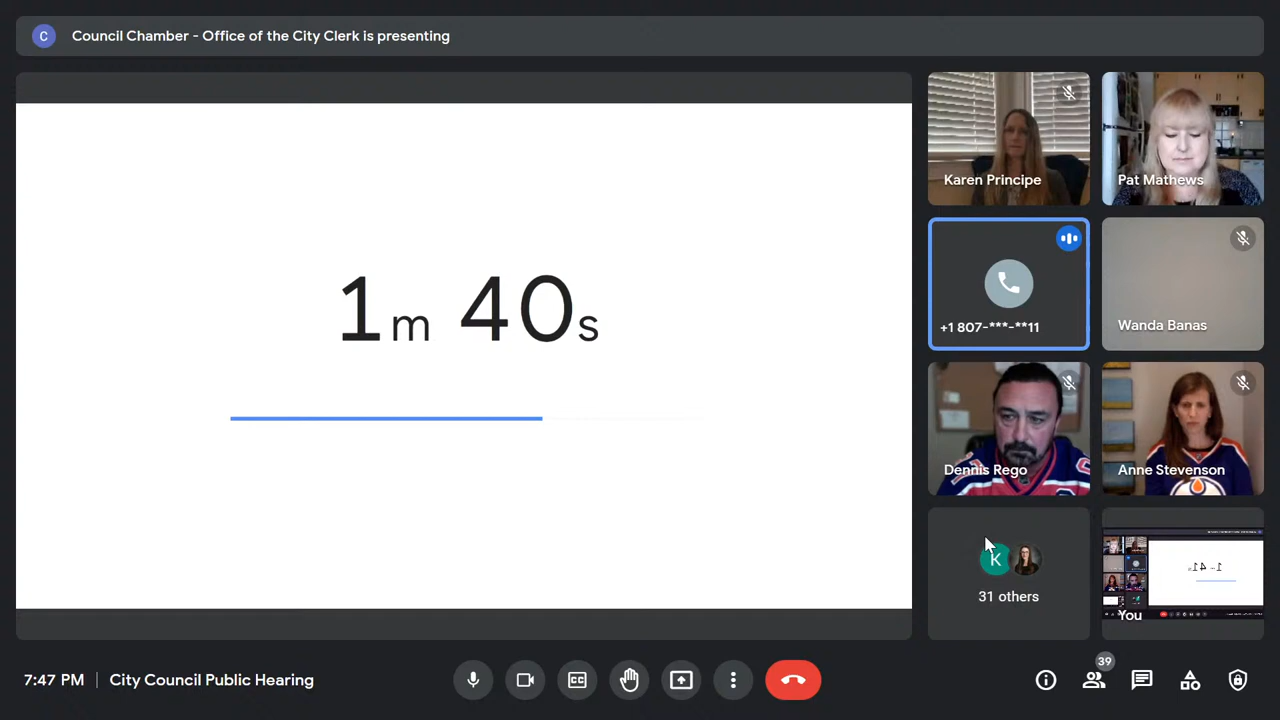 C
Council Chamber - Office of the City Clerk is presenting
1m 40s
Karen Principe
Pat Mathews
+1 807-***-**11
Wanda Banas
Dennis Rego
Anne Stevenson
K
31 others
You
7:47 PM | City Council Public Hearing
CC
39